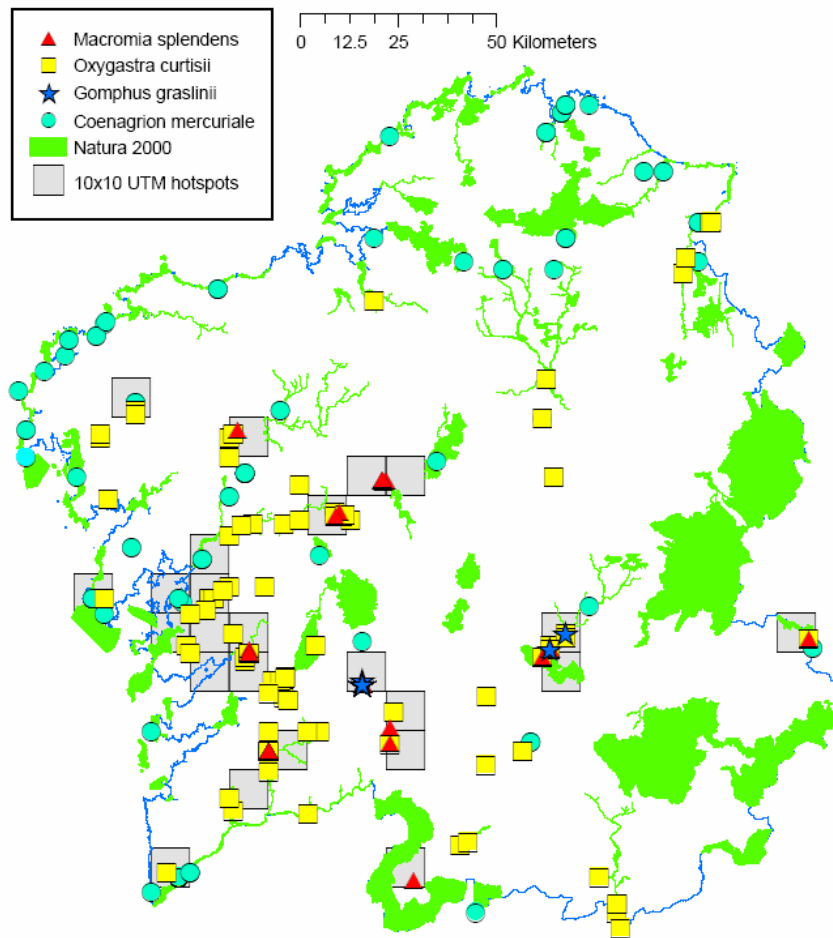 Macromia splendens
Oxygastra curtisii
Gomphus graslinii
Coenagrion mercuriale
Natura 2000
10x10 UTM hotspots
0 12.5 25 50 Kilometers